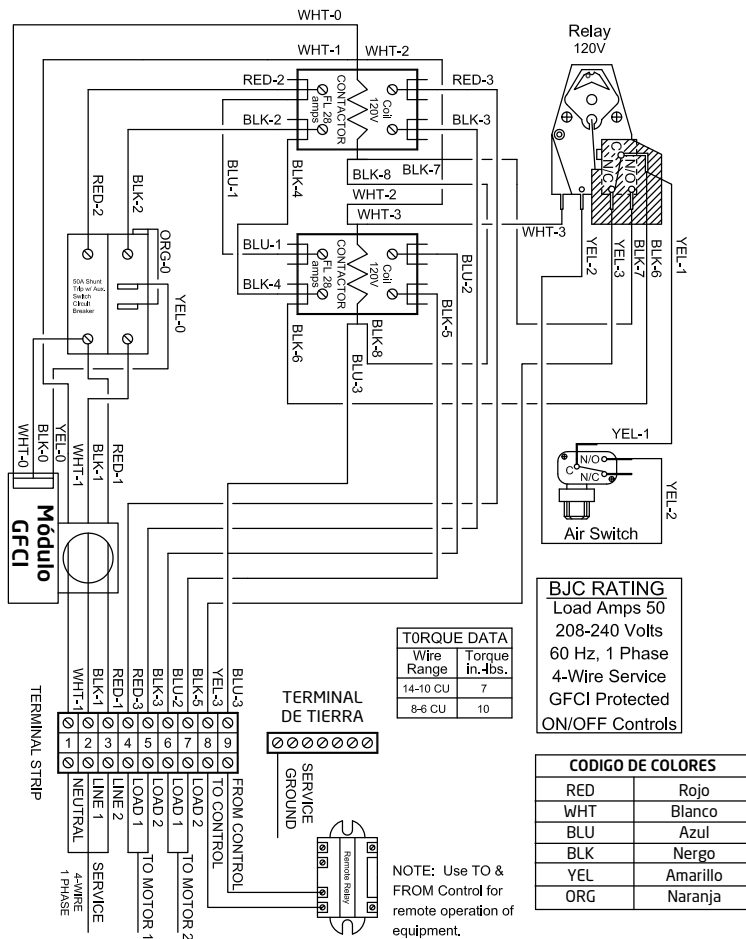 WHT-0
WHT-1
WHT-2
RED-2
RED-3
BLK-2
BLK-3
CONTACTOR
FL 28
amps
120V
Coil
BLU-1
BLK-4
BLK-8
BLK-7
WHT-2
WHT-3
Relay
120V
C
N/C
N/O
WHT-3
YEL-2
YEL-3
BLK-7
BLK-6
YEL-1
RED-2
BLK-2
ORG-0
YEL-0
50A Shunt
Trip w/ Aux.
Switch
Circuit
Breaker
BLU-1
BLK-4
CONTACTOR
FL 28
amps
120V
Coil
BLU-2
BLK-5
BLK-6
BLU-3
BLK-8
YEL-1
N/O
C
N/C
YEL-2
Air Switch
WHT-0
BLK-0
YEL-0
WHT-1
BLK-1
RED-1
Módulo
GFCI
BJC RATING
Load Amps 50
208-240 Volts
60 Hz, 1 Phase
4-Wire Service
GFCI Protected
ON/OFF Controls
TORQUE DATA
Wire Range Torque in.-lbs.
14-10 CU 7
8-6 CU 10
WHT-1
BLK-1
RED-1
RED-3
BLK-3
BLU-2
BLK-5
YEL-3
BLU-3
TERMINAL STRIP
1 2 3 4 5 6 7 8 9
NEUTRAL
LINE 1
LINE 2
LOAD 1
LOAD 2
LOAD 1
LOAD 2
TO CONTROL
FROM CONTROL
SERVICE
4-WIRE
1 PHASE
TO MOTOR 1
TO MOTOR 2
TERMINAL
DE TIERRA
SERVICE
GROUND
Remote Relay
NOTE: Use TO &
FROM Control for
remote operation of
equipment.
CODIGO DE COLORES
RED Rojo
WHT Blanco
BLU Azul
BLK Nergo
YEL Amarillo
ORG Naranja